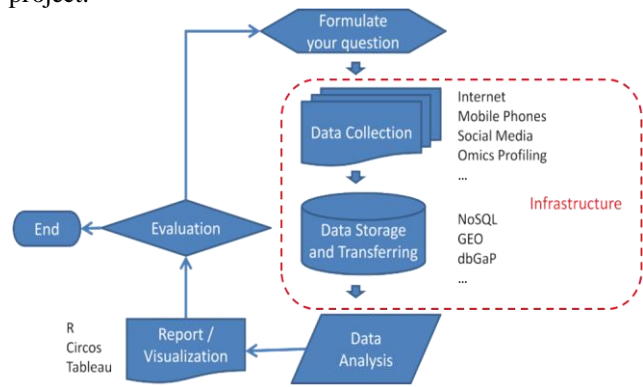 project.
Formulate
your question
Data Collection
Internet
Mobile Phones
Social Media
Omics Profiling
...
Infrastructure
Data Storage
and Transferring
NoSQL
GEO
dbGaP
...
End
Evaluation
R
Circos
Tableau
Report /
Visualization
Data
Analysis